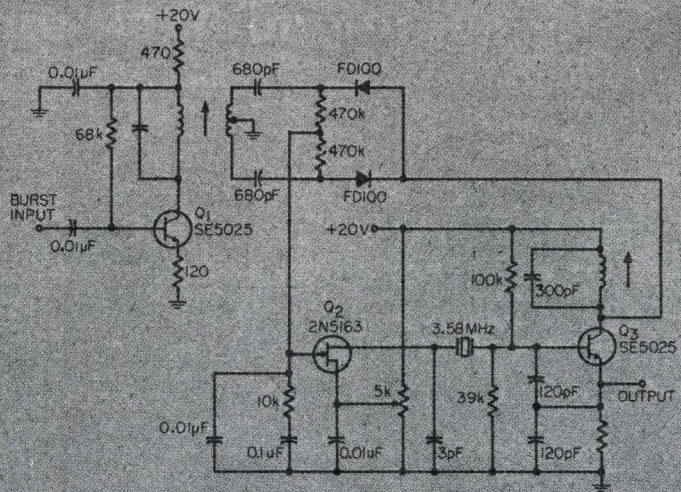 +20V
470
0.01µF
680pF
FD100
68k
470k
470k
680pF
FD100
BURST
INPUT
Q1
SE5025
0.01µF
+20V
120
100k
300pF
Q2
2N5163
3.58MHz
Q3
SE5025
10k
5k
39k
120pF
OUTPUT
0.01µF
0.1µF
0.01µF
3pF
120pF